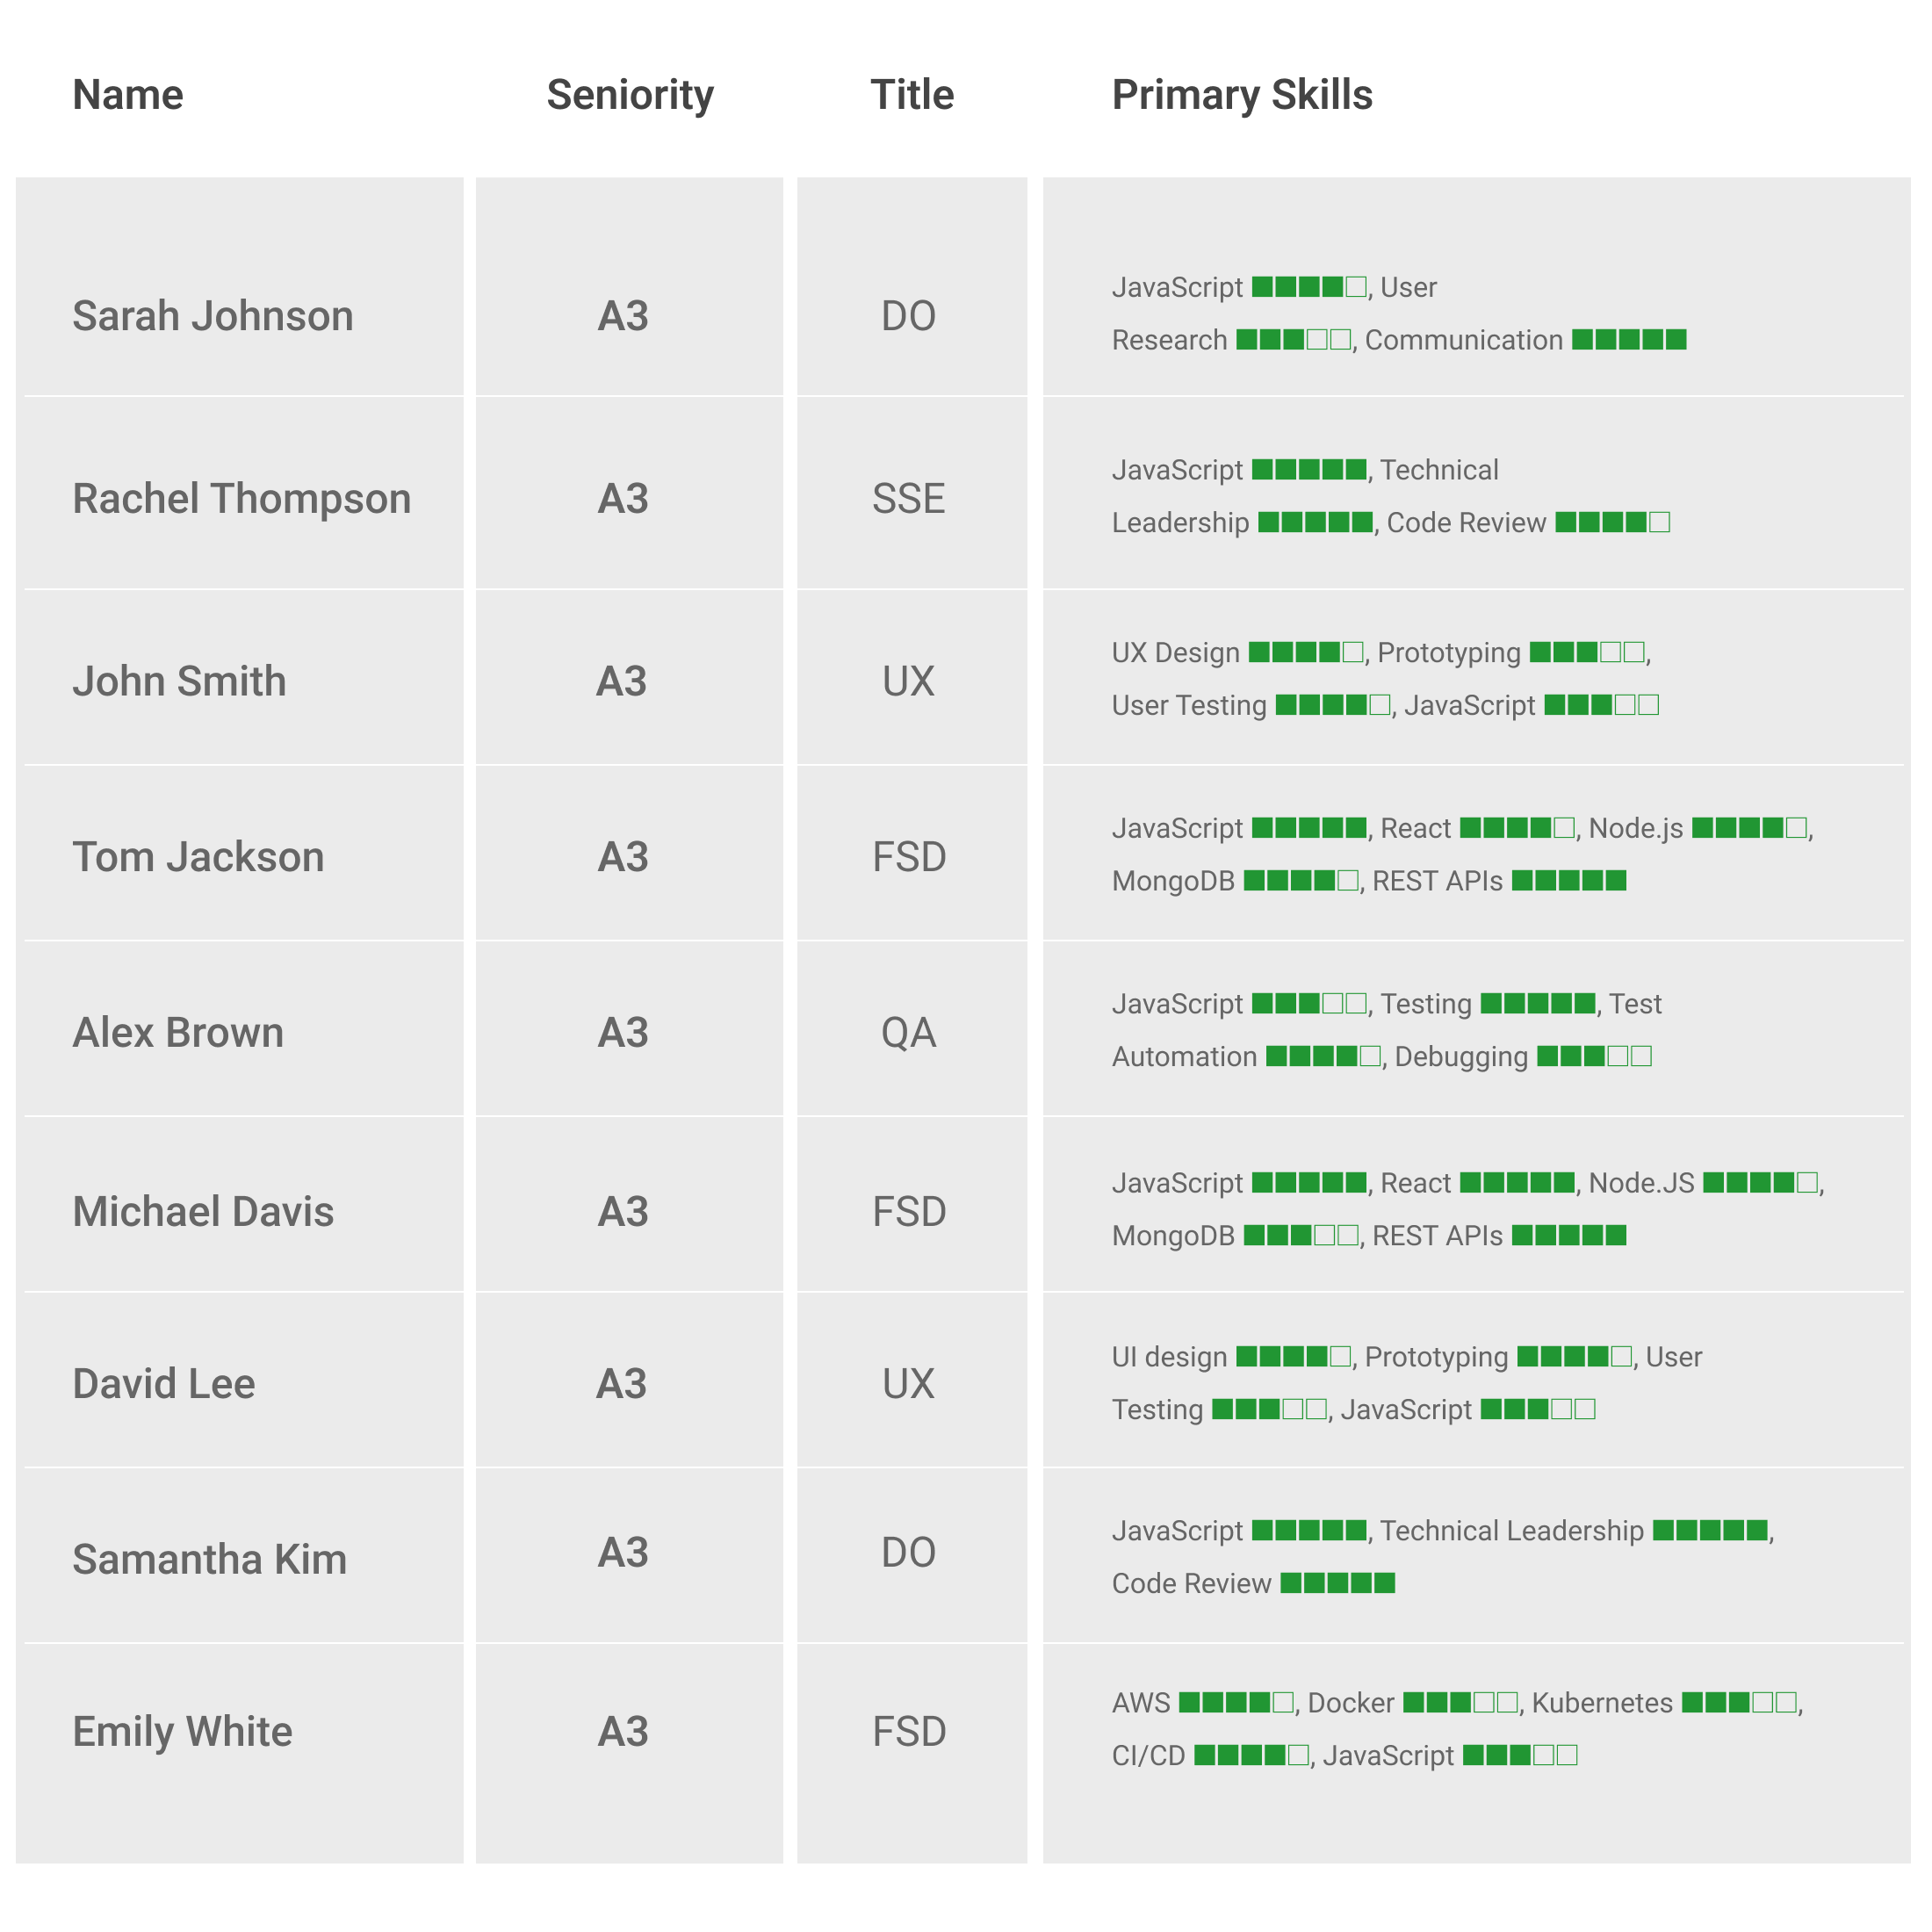 Name Seniority Title Primary Skills
JavaScript ■■■■□, User
Sarah Johnson A3 DO
Research ■■■□□, Communication ■■■■■
JavaScript ■■■■■, Technical
Rachel Thompson A3 SSE
Leadership ■■■■■, Code Review ■■■■□
UX Design ■■■■□, Prototyping ■■■□□,
John Smith A3 UX
User Testing ■■■■□, JavaScript ■■■□□
JavaScript ■■■■■, React ■■■■□, Node.js ■■■■□,
Tom Jackson A3 FSD
MongoDB ■■■■□, REST APIs ■■■■■
JavaScript ■■■□□, Testing ■■■■■, Test
Alex Brown A3 QA
Automation ■■■■□, Debugging ■■■□□
JavaScript ■■■■■, React ■■■■■, Node.JS ■■■■□,
Michael Davis A3 FSD
MongoDB ■■■□□, REST APIs ■■■■■
UI design ■■■■□, Prototyping ■■■■□, User
David Lee A3 UX
Testing ■■■□□, JavaScript ■■■□□
JavaScript ■■■■■, Technical Leadership ■■■■■,
Samantha Kim A3 DO
Code Review ■■■■■
AWS ■■■■□, Docker ■■■□□, Kubernetes ■■■□□,
Emily White A3 FSD
CI/CD ■■■■□, JavaScript ■■■□□